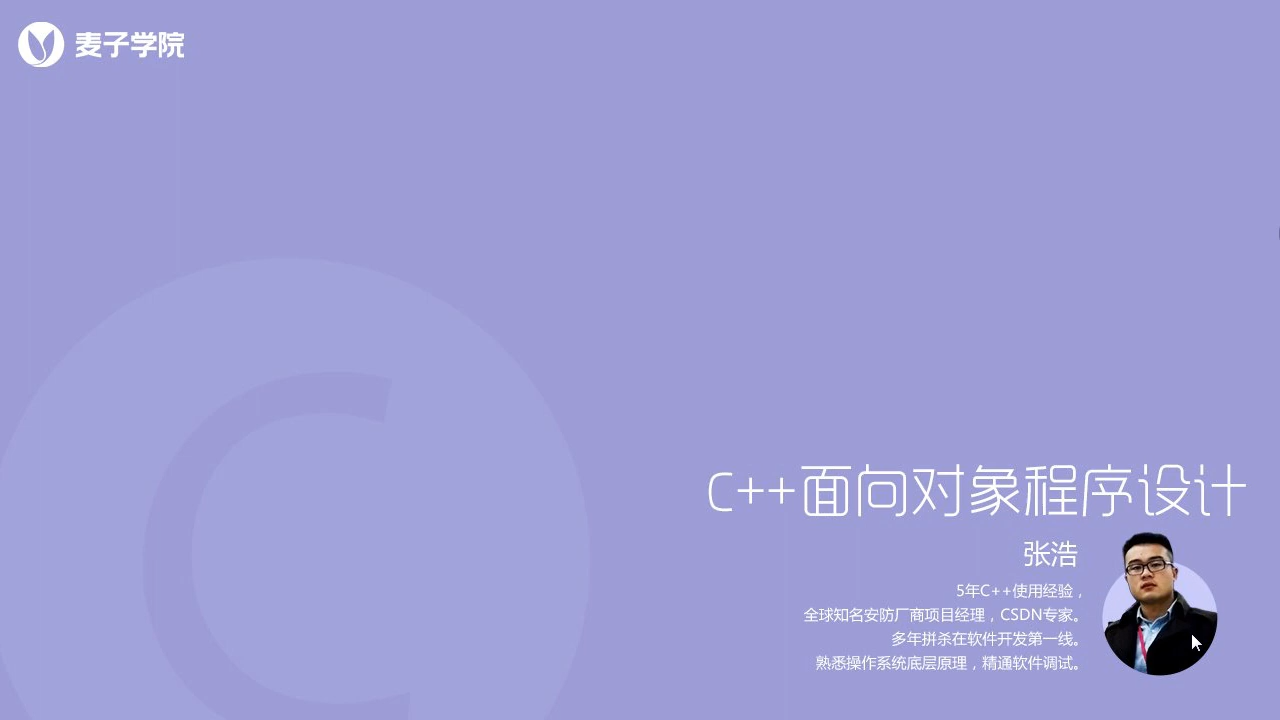 麦子学院
C++面向对象程序设计
张浩
5年C++使用经验，
全球知名安防厂商项目经理，CSDN专家。
多年拼杀在软件开发第一线。
熟悉操作系统底层原理，精通软件调试。